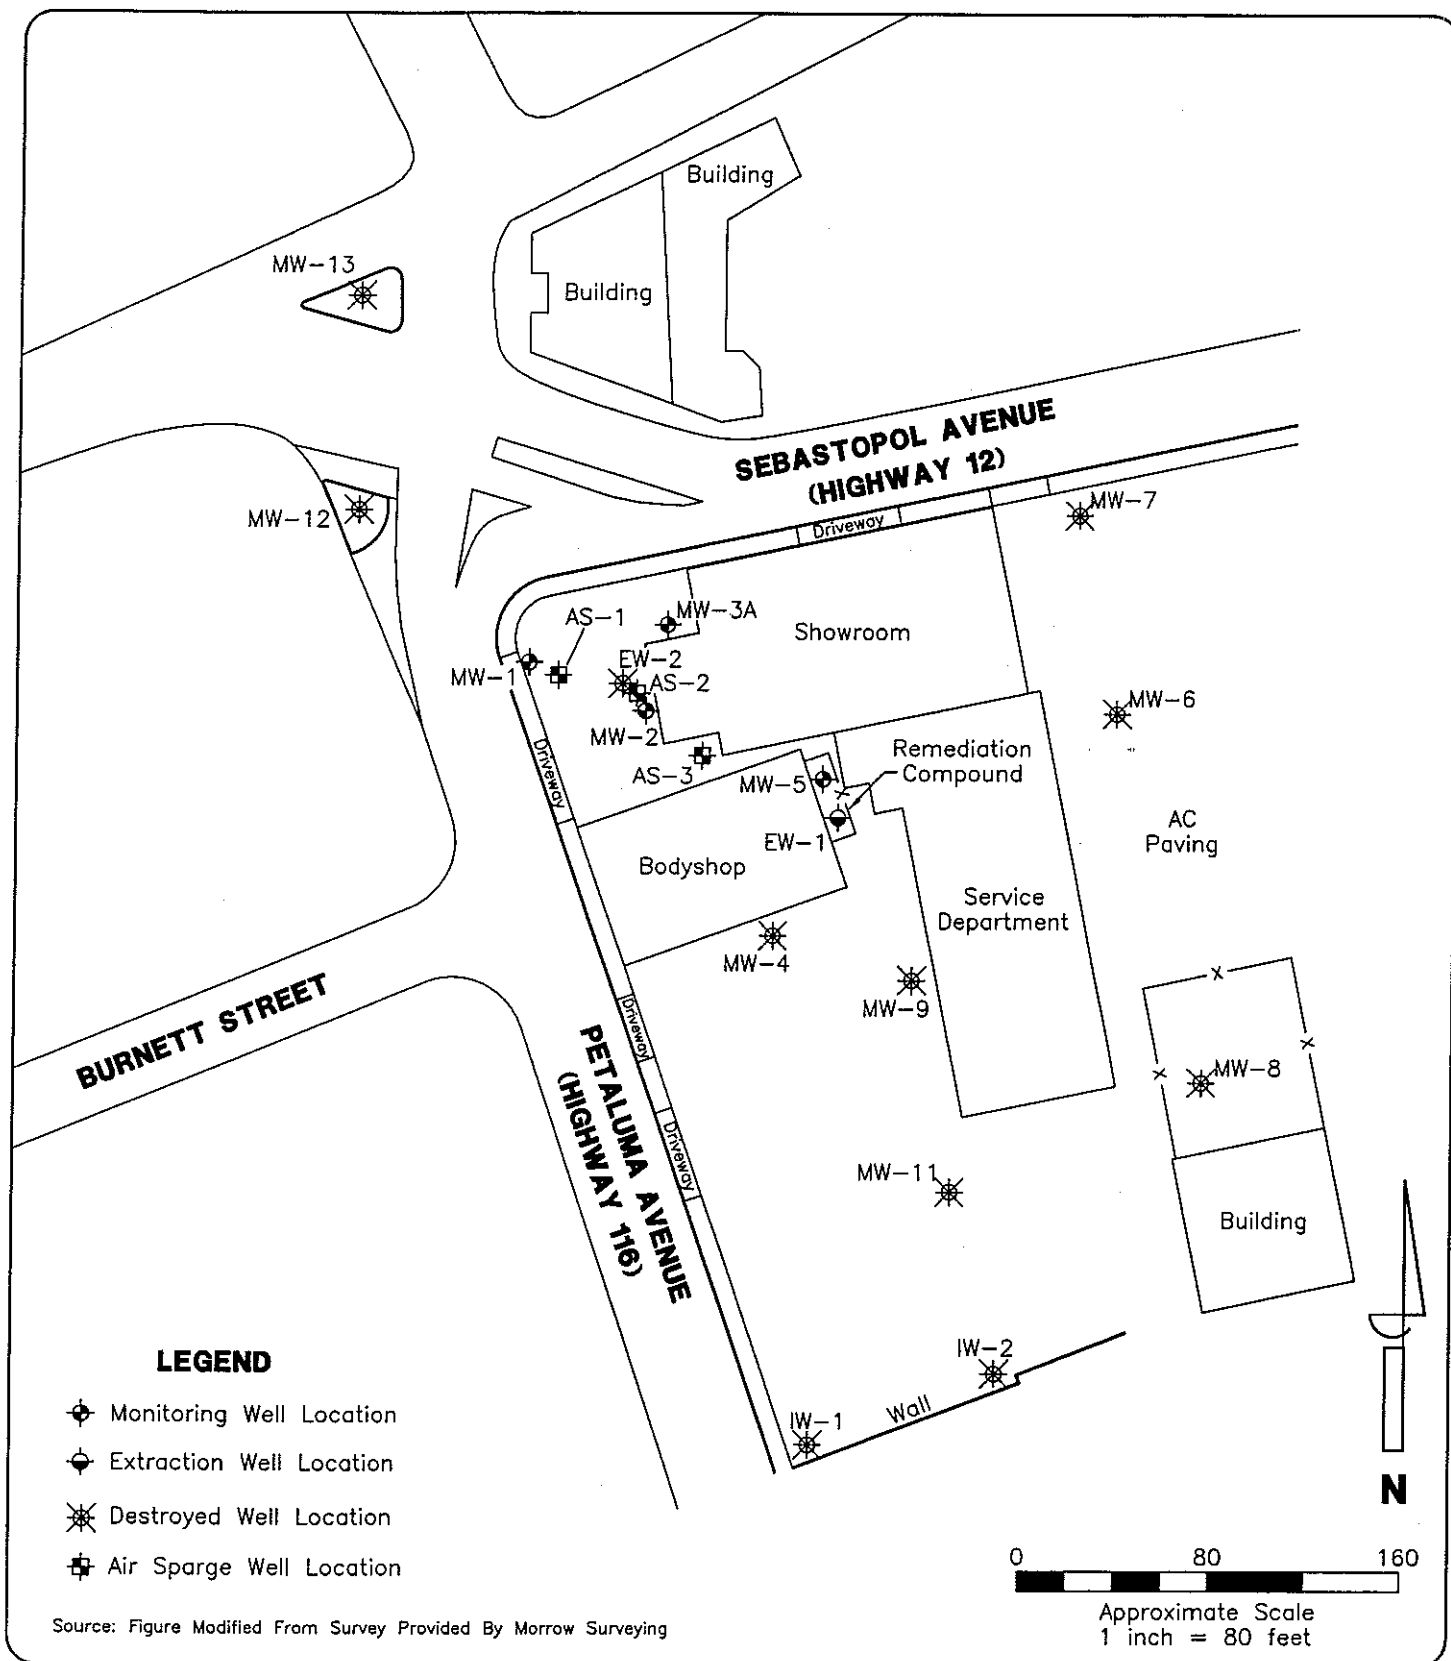 Building
MW-13
Building
SEBASTOPOL AVENUE
(HIGHWAY 12)
MW-7
MW-12
Driveway
AS-1
MW-3A
Showroom
EW-2
MW-1
AS-2
MW-6
MW-2
Driveway
Remediation
Compound
AS-3
MW-5
AC
Paving
EW-1
Bodyshop
Service
Department
MW-4
MW-9
BURNETT STREET
Driveway
PETALUMA AVENUE
(HIGHWAY 116)
MW-8
Driveway
MW-11
Building
IW-2
Wall
IW-1
LEGEND
Monitoring Well Location
Extraction Well Location
Destroyed Well Location
Air Sparge Well Location
N
0 80 160
Approximate Scale
1 inch = 80 feet
Source: Figure Modified From Survey Provided By Morrow Surveying